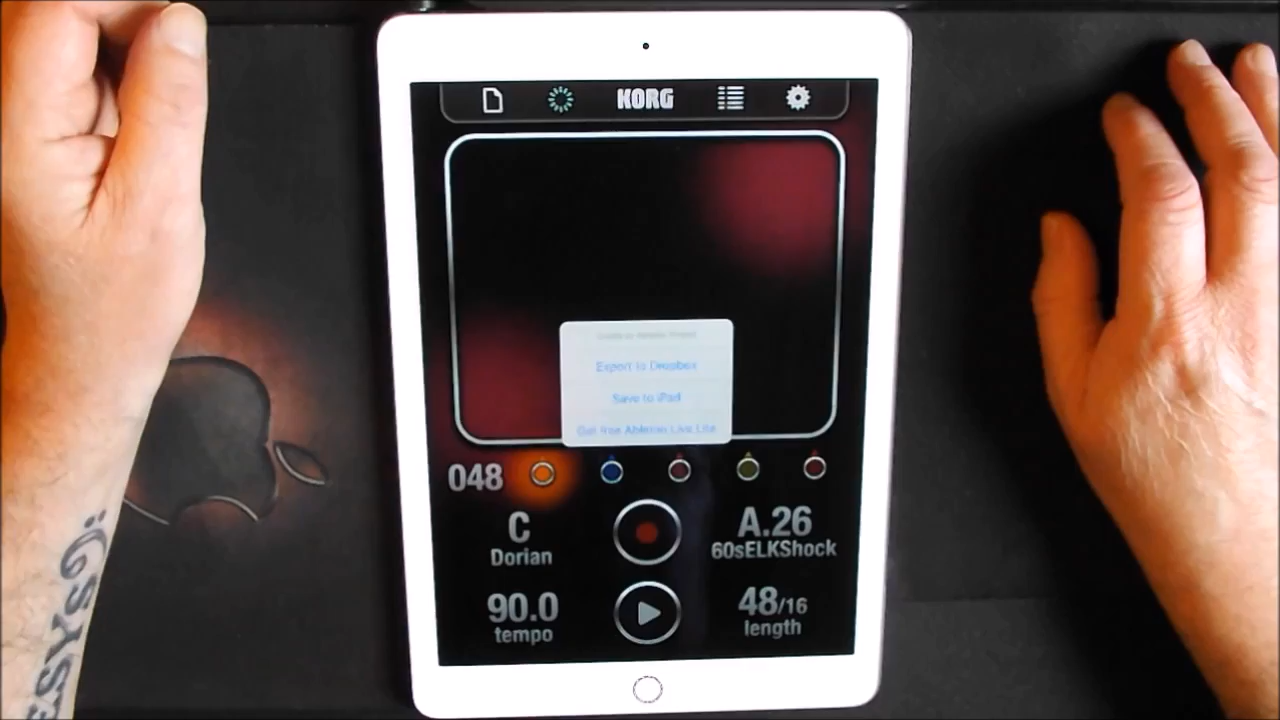 KORG
Export to Dropbox
Save to iPad
Get free Ableton Live Lite
048
C
Dorian
A.26
60sELKShock
90.0
tempo
48/16
length